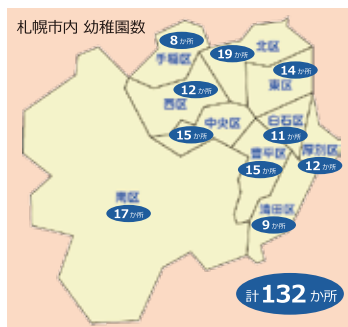 札幌市内 幼稚園数
8か所
手稲区
19か所
北区
14か所
東区
12か所
西区
中央区
15か所
白石区
11か所
厚別区
12か所
豊平区
15か所
清田区
9か所
南区
17か所
計132か所